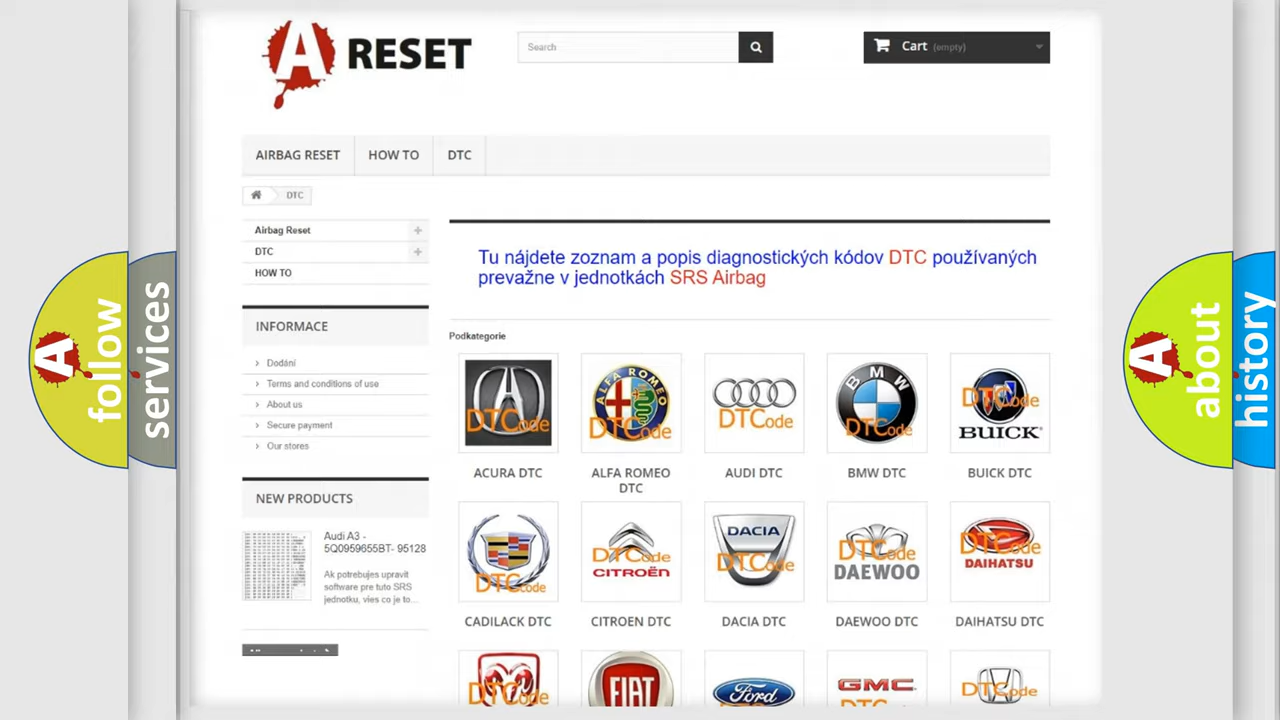 A RESET
Search
Cart (empty)
AIRBAG RESET
HOW TO
DTC
DTC
Airbag Reset
DTC
HOW TO
INFORMACE
Dodání
Terms and conditions of use
About us
Secure payment
Our stores
NEW PRODUCTS
Audi A3 -
5Q0959655BT- 95128
Ak potrebujes upravit
software pre tuto SRS
jednotku, vies co je to...
Tu nájdete zoznam a popis diagnostických kódov DTC používaných
prevažne v jednotkách SRS Airbag
Podkategorie
DTCode
ALFA ROMEO
DTCode
DTCode
BMW
DTCode
DTCode
BUICK
ACURA DTC
ALFA ROMEO
DTC
AUDI DTC
BMW DTC
BUICK DTC
DTCode
DTCode
CITROËN
DACIA
DTCode
DTCode
DAEWOO
DTCode
DAIHATSU
CADILACK DTC
CITROEN DTC
DACIA DTC
DAEWOO DTC
DAIHATSU DTC
DTCode
FIAT
Ford
GMC
DTCode
A follow
services
A about
history